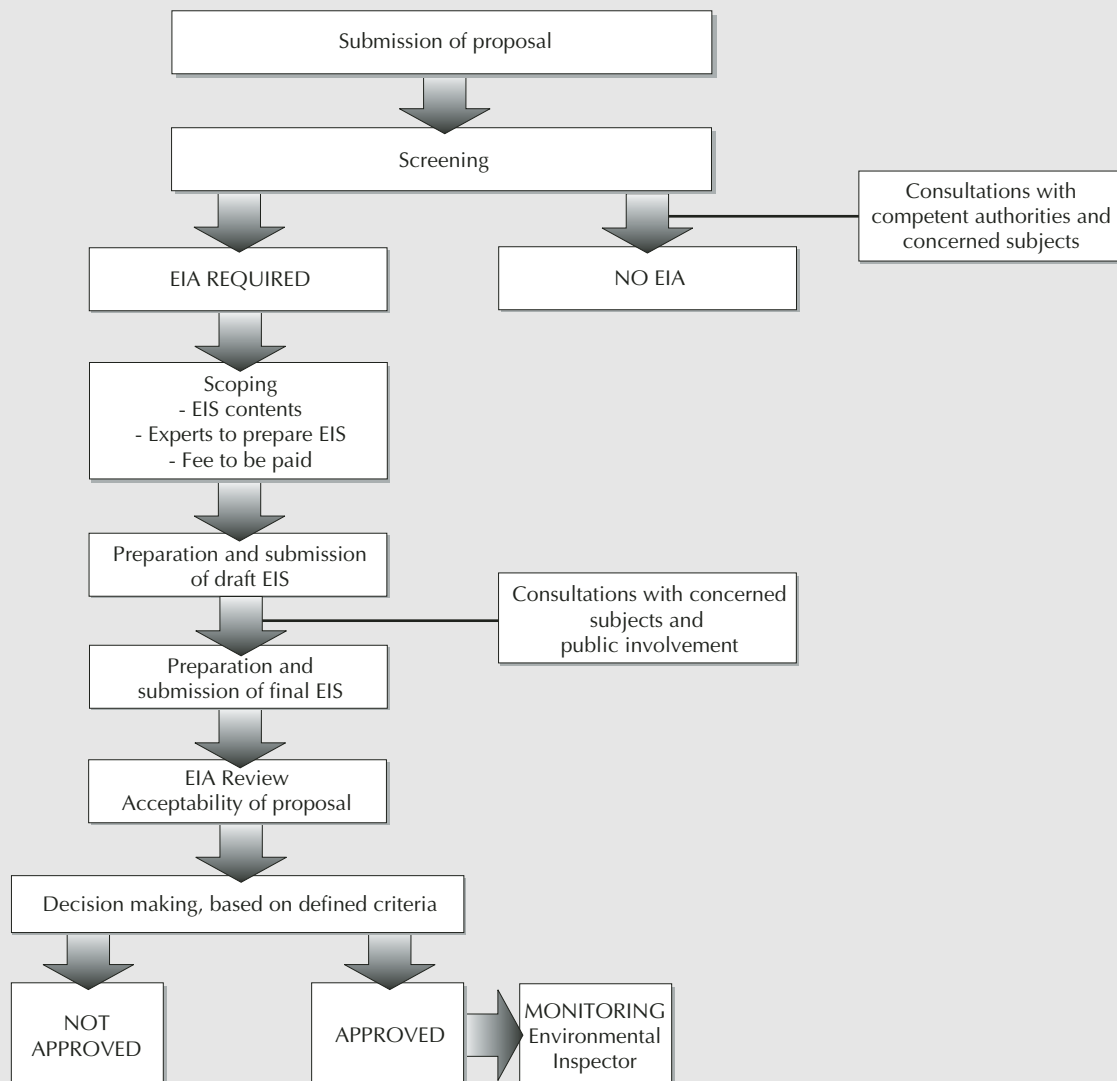 Submission of proposal
Screening
Consultations with
competent authorities and
concerned subjects
EIA REQUIRED
NO EIA
Scoping
- EIS contents
- Experts to prepare EIS
- Fee to be paid
Preparation and submission
of draft EIS
Consultations with concerned
subjects and
public involvement
Preparation and
submission of final EIS
EIA Review
Acceptability of proposal
Decision making, based on defined criteria
NOT
APPROVED
APPROVED
MONITORING
Environmental
Inspector